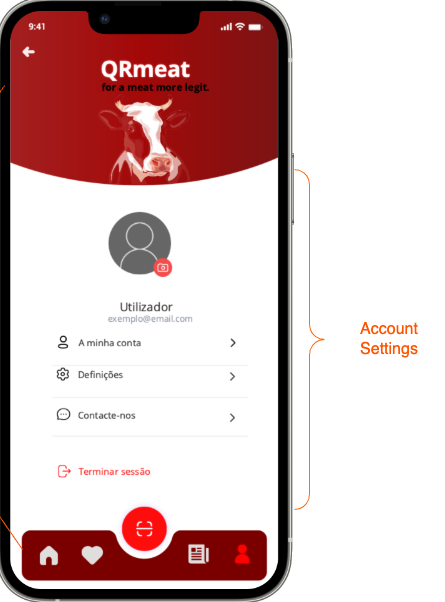 9:41
QRmeat
for a meat more legit.
Utilizador
exemplo@email.com
A minha conta
Definições
Contacte-nos
Terminar sessão
Account
Settings